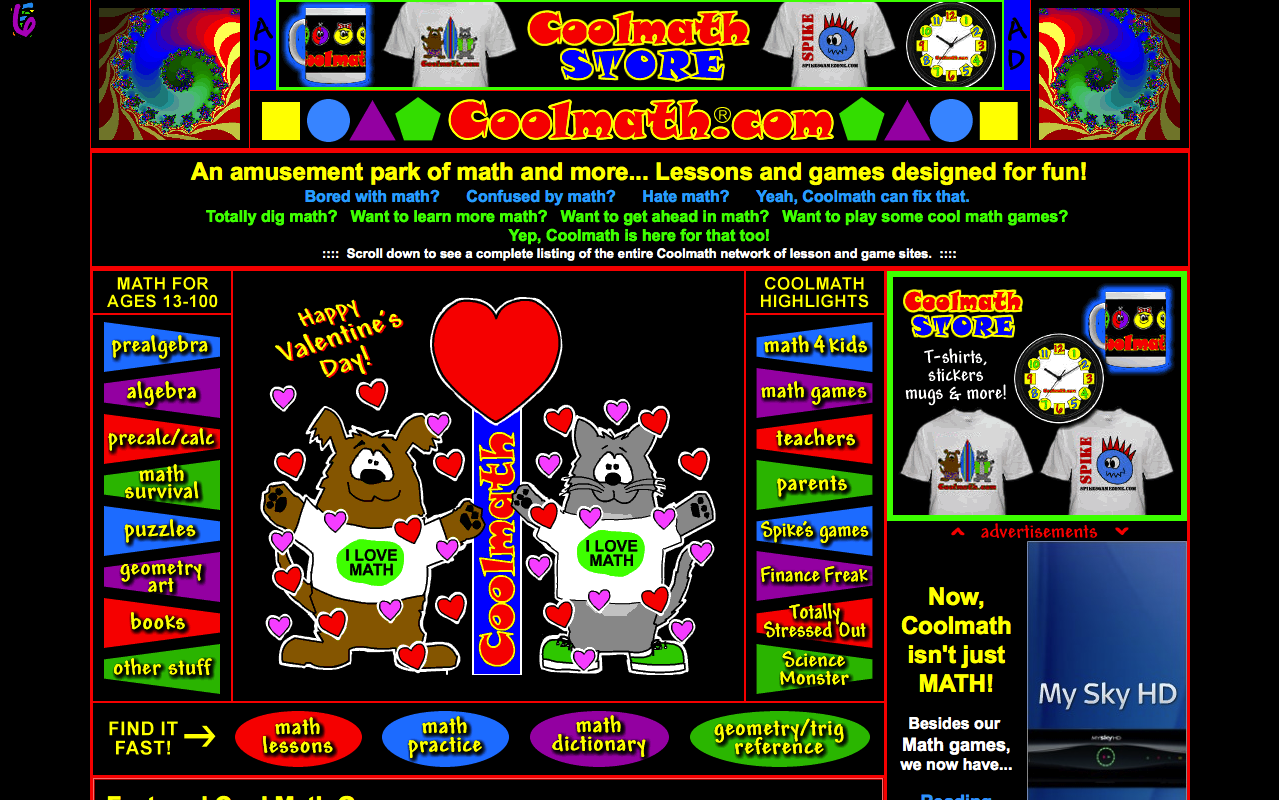 AD
Coolmath
STORE
SPIKE
SPIKESGAMEZONE.COM
Coolmath.com
AD
Coolmath®.com
An amusement park of math and more... Lessons and games designed for fun!
Bored with math? Confused by math? Hate math? Yeah, Coolmath can fix that.
Totally dig math? Want to learn more math? Want to get ahead in math? Want to play some cool math games?
Yep, Coolmath is here for that too!
:::: Scroll down to see a complete listing of the entire Coolmath network of lesson and game sites. ::::
MATH FOR
AGES 13-100
prealgebra
algebra
precalc/calc
math
survival
puzzles
geometry
art
books
other stuff
Happy
Valentine's
Day!
Coolmath
I LOVE
MATH
I LOVE
MATH
COOLMATH
HIGHLIGHTS
math 4 kids
math games
teachers
parents
Spike's games
Finance Freak
Totally
Stressed Out
Science
Monster
FIND IT
FAST!
math
lessons
math
practice
math
dictionary
geometry/trig
reference
Coolmath
STORE
T-shirts,
stickers
mugs & more!
Coolmath.com
SPIKE
SPIKESGAMEZONE.COM
advertisements
Now,
Coolmath
isn't just
MATH!
Besides our
Math games,
we now have...
Reading
My Sky HD
MySkyHD